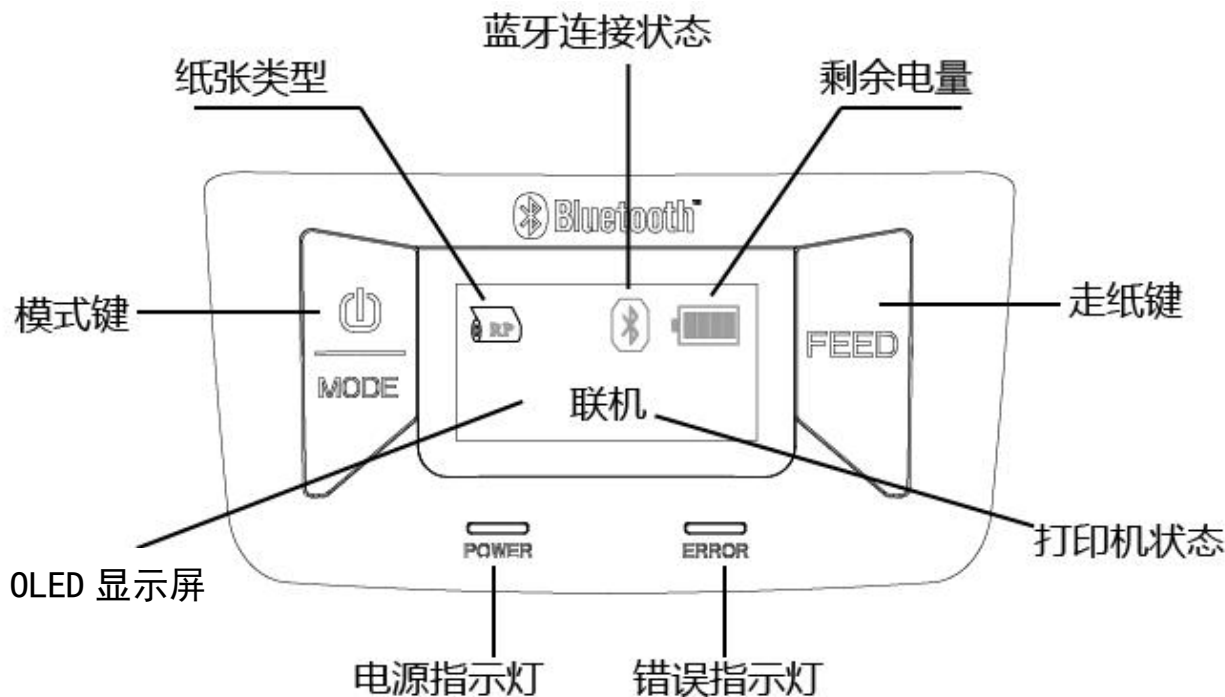 蓝牙连接状态
纸张类型
剩余电量
Bluetooth™
模式键
RP
走纸键
FEED
MODE
联机
POWER
ERROR
打印机状态
OLED 显示屏
电源指示灯
错误指示灯